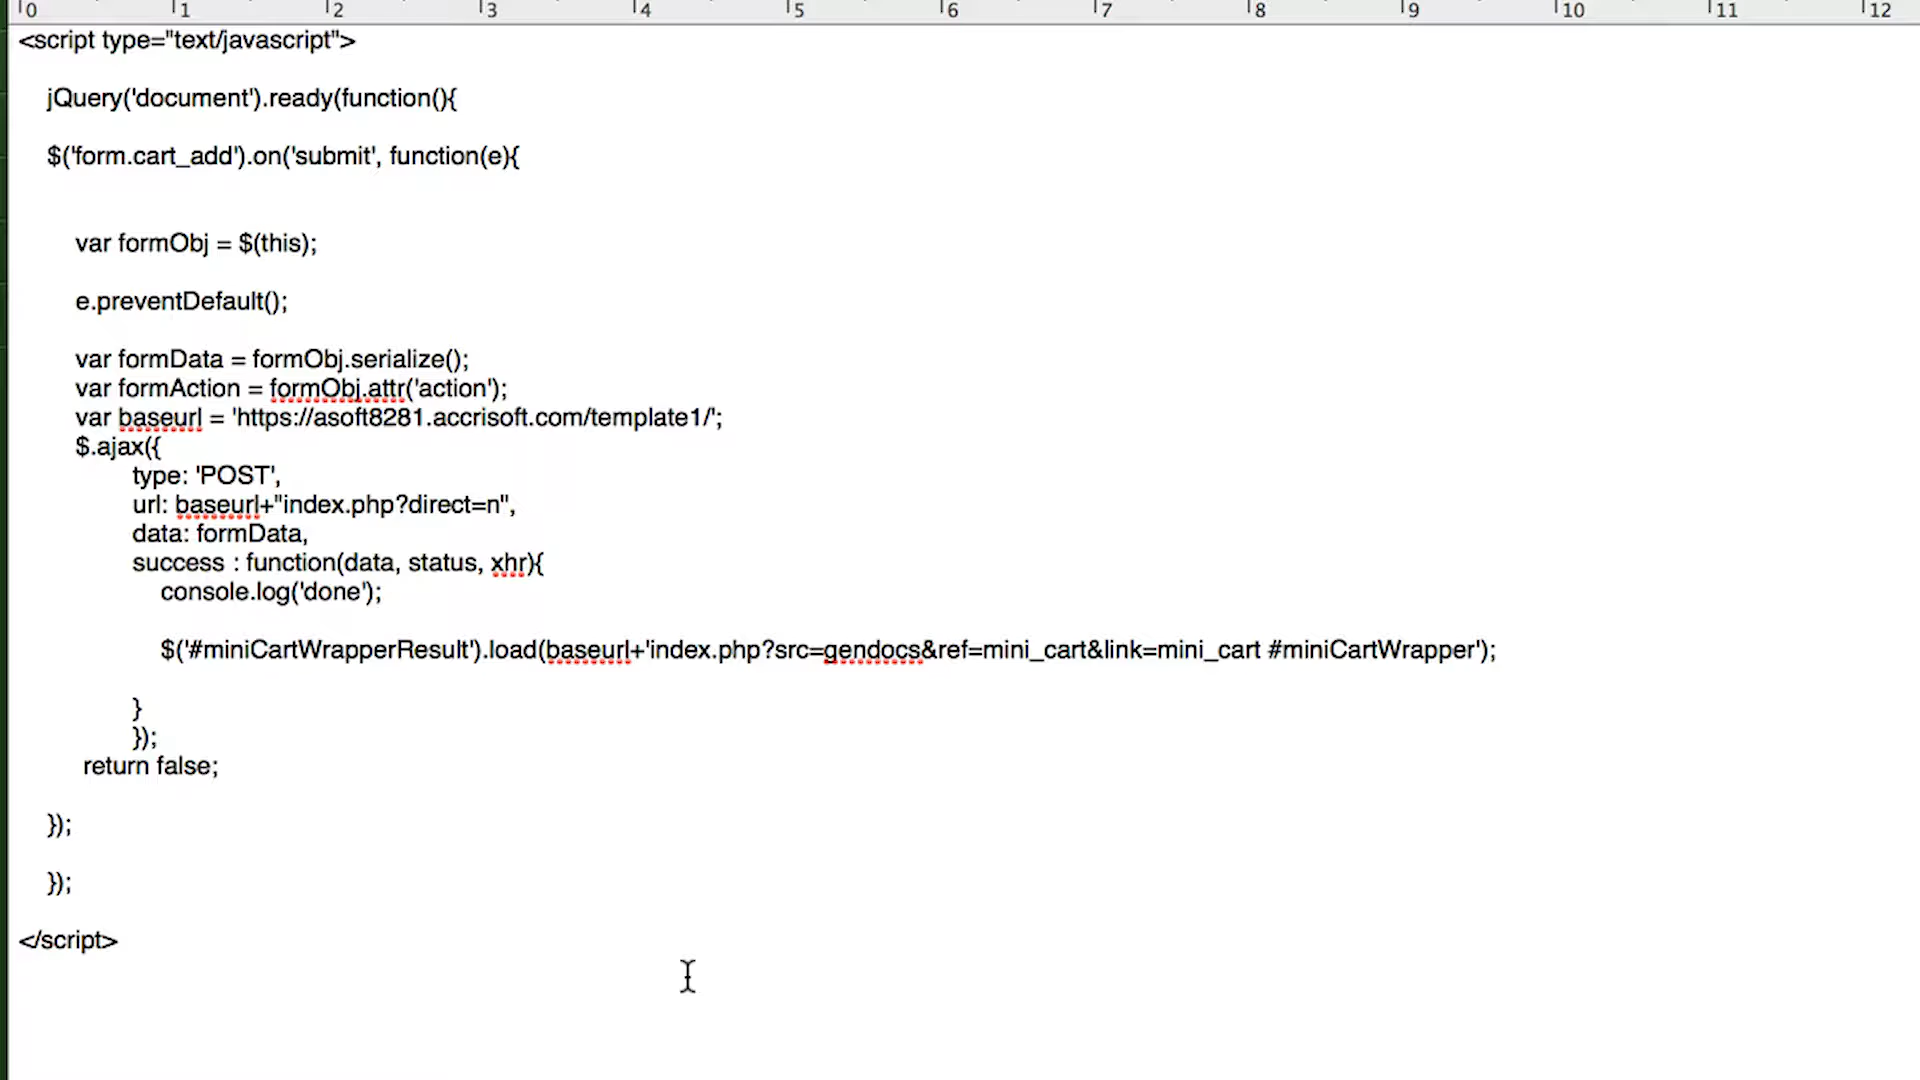 0 1 2 3 4 5 6 7 8 9 10 11 12
<script type="text/javascript">
jQuery('document').ready(function(){
$('form.cart_add').on('submit', function(e){
var formObj = $(this);
e.preventDefault();
var formData = formObj.serialize();
var formAction = formObj.attr('action');
var baseurl = 'https://asoft8281.accrisoft.com/template1/';
$.ajax({
type: 'POST',
url: baseurl+"index.php?direct=n",
data: formData,
success : function(data, status, xhr){
console.log('done');
$('#miniCartWrapperResult').load(baseurl+'index.php?src=gendocs&ref=mini_cart&link=mini_cart #miniCartWrapper');
}
});
return false;
});
});
</script>